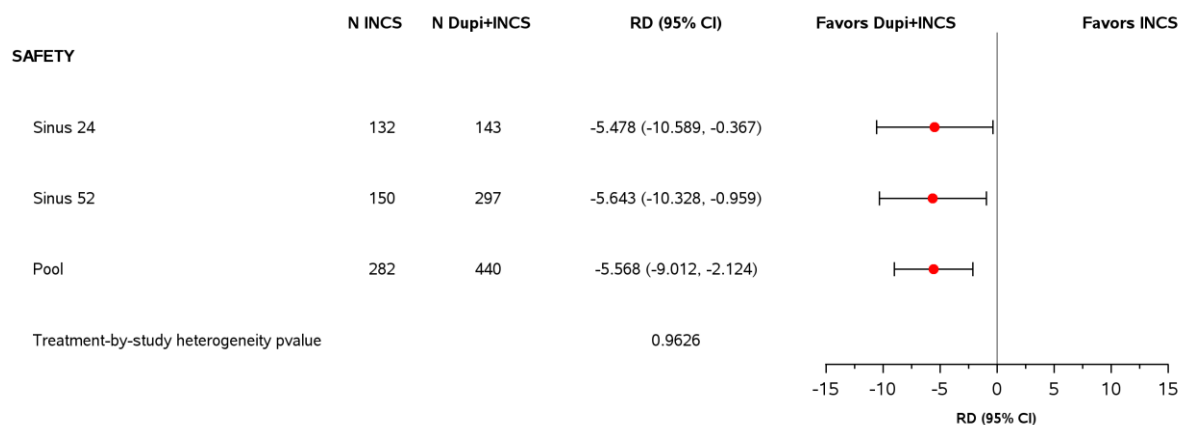 N INCS N Dupi+INCS RD (95% CI) Favors Dupi+INCS Favors INCS
SAFETY
Sinus 24 132 143 -5.478 (-10.589, -0.367)
Sinus 52 150 297 -5.643 (-10.328, -0.959)
Pool 282 440 -5.568 (-9.012, -2.124)
Treatment-by-study heterogeneity pvalue 0.9626
-15 -10 -5 0 5 10 15
RD (95% CI)